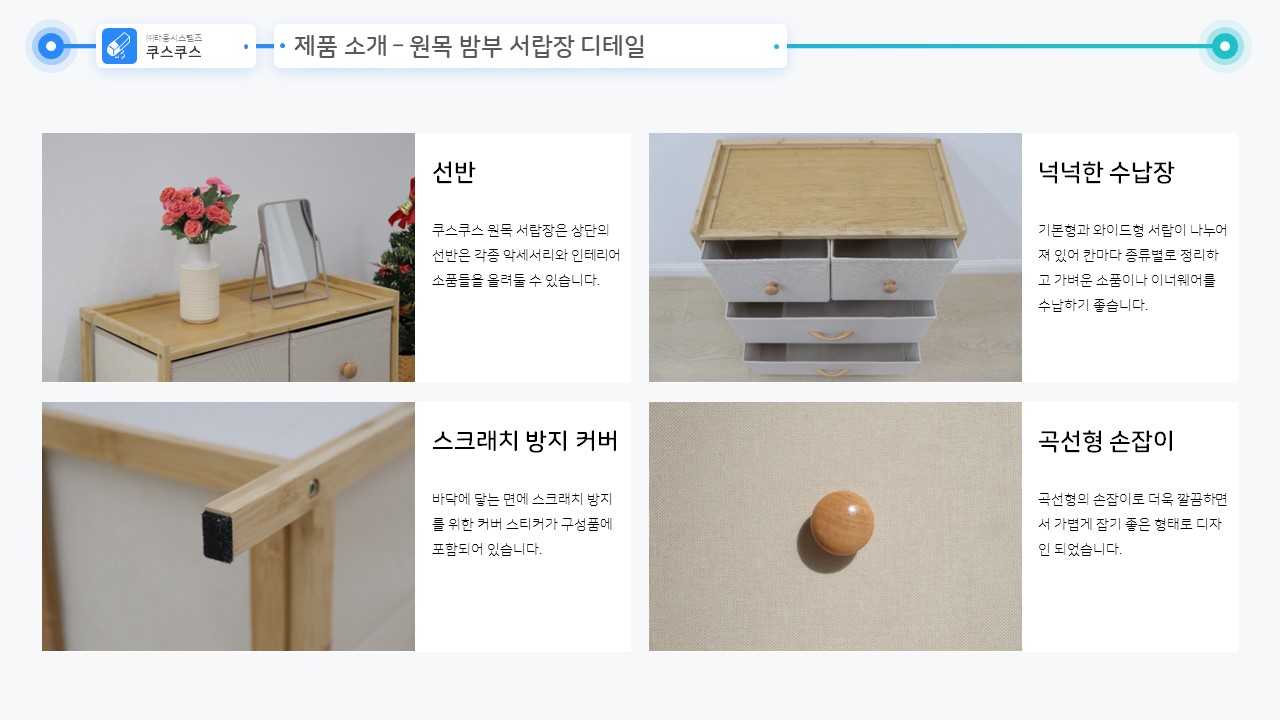 ㈜태웅시스템즈
쿠스쿠스
제품 소개 - 원목 밤부 서랍장 디테일
선반
쿠스쿠스 원목 서랍장은 상단의
선반은 각종 악세서리와 인테리어
소품들을 올려둘 수 있습니다.
넉넉한 수납장
기본형과 와이드형 서랍이 나누어
져 있어 칸마다 종류별로 정리하
고 가벼운 소품이나 이너웨어를
수납하기 좋습니다.
스크래치 방지 커버
바닥에 닿는 면에 스크래치 방지
를 위한 커버 스티커가 구성품에
포함되어 있습니다.
곡선형 손잡이
곡선형의 손잡이로 더욱 깔끔하면
서 가볍게 잡기 좋은 형태로 디자
인 되었습니다.